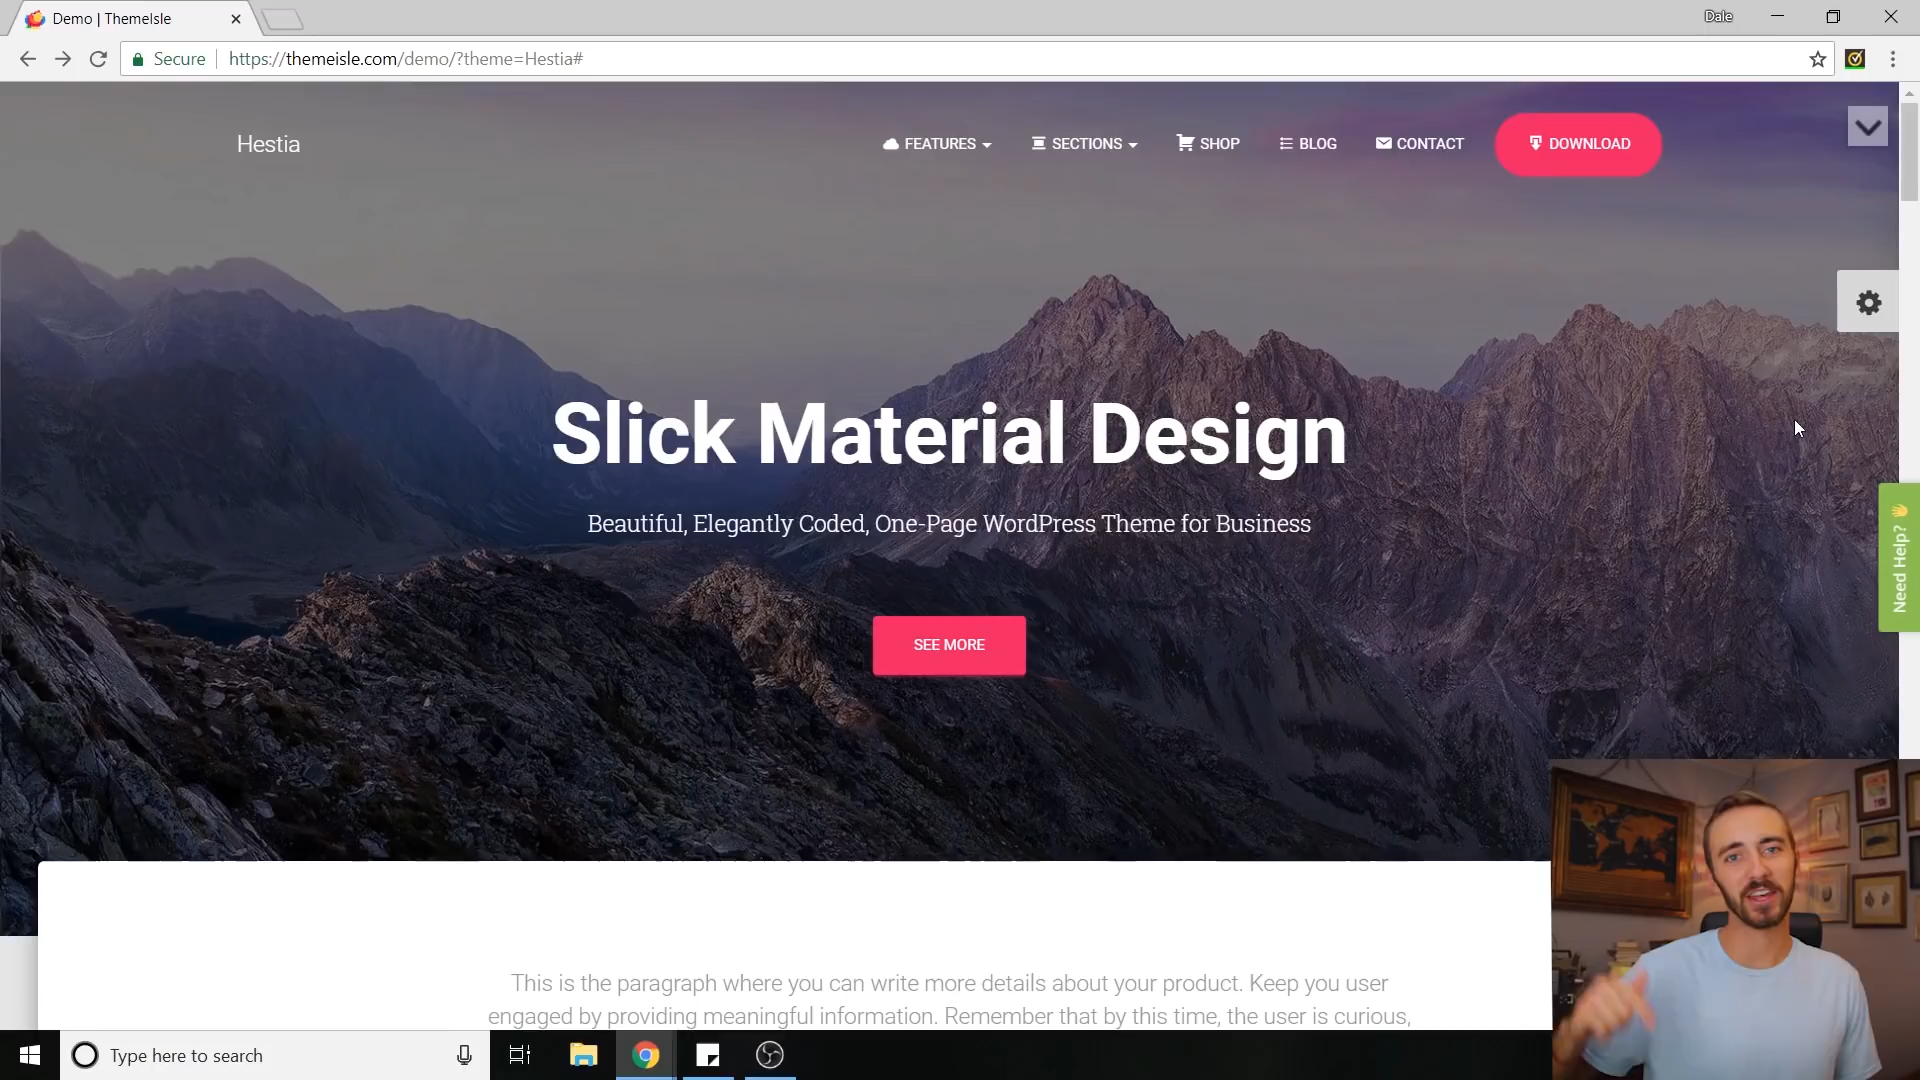 Demo | ThemeIsle
Dale
Secure
https://themeisle.com/demo/?theme=Hestia#
Hestia
FEATURES
SECTIONS
SHOP
BLOG
CONTACT
DOWNLOAD
Slick Material Design
Beautiful, Elegantly Coded, One-Page WordPress Theme for Business
Need Help?
SEE MORE
This is the paragraph where you can write more details about your product. Keep you user
engaged by providing meaningful information. Remember that by this time, the user is curious,
Type here to search